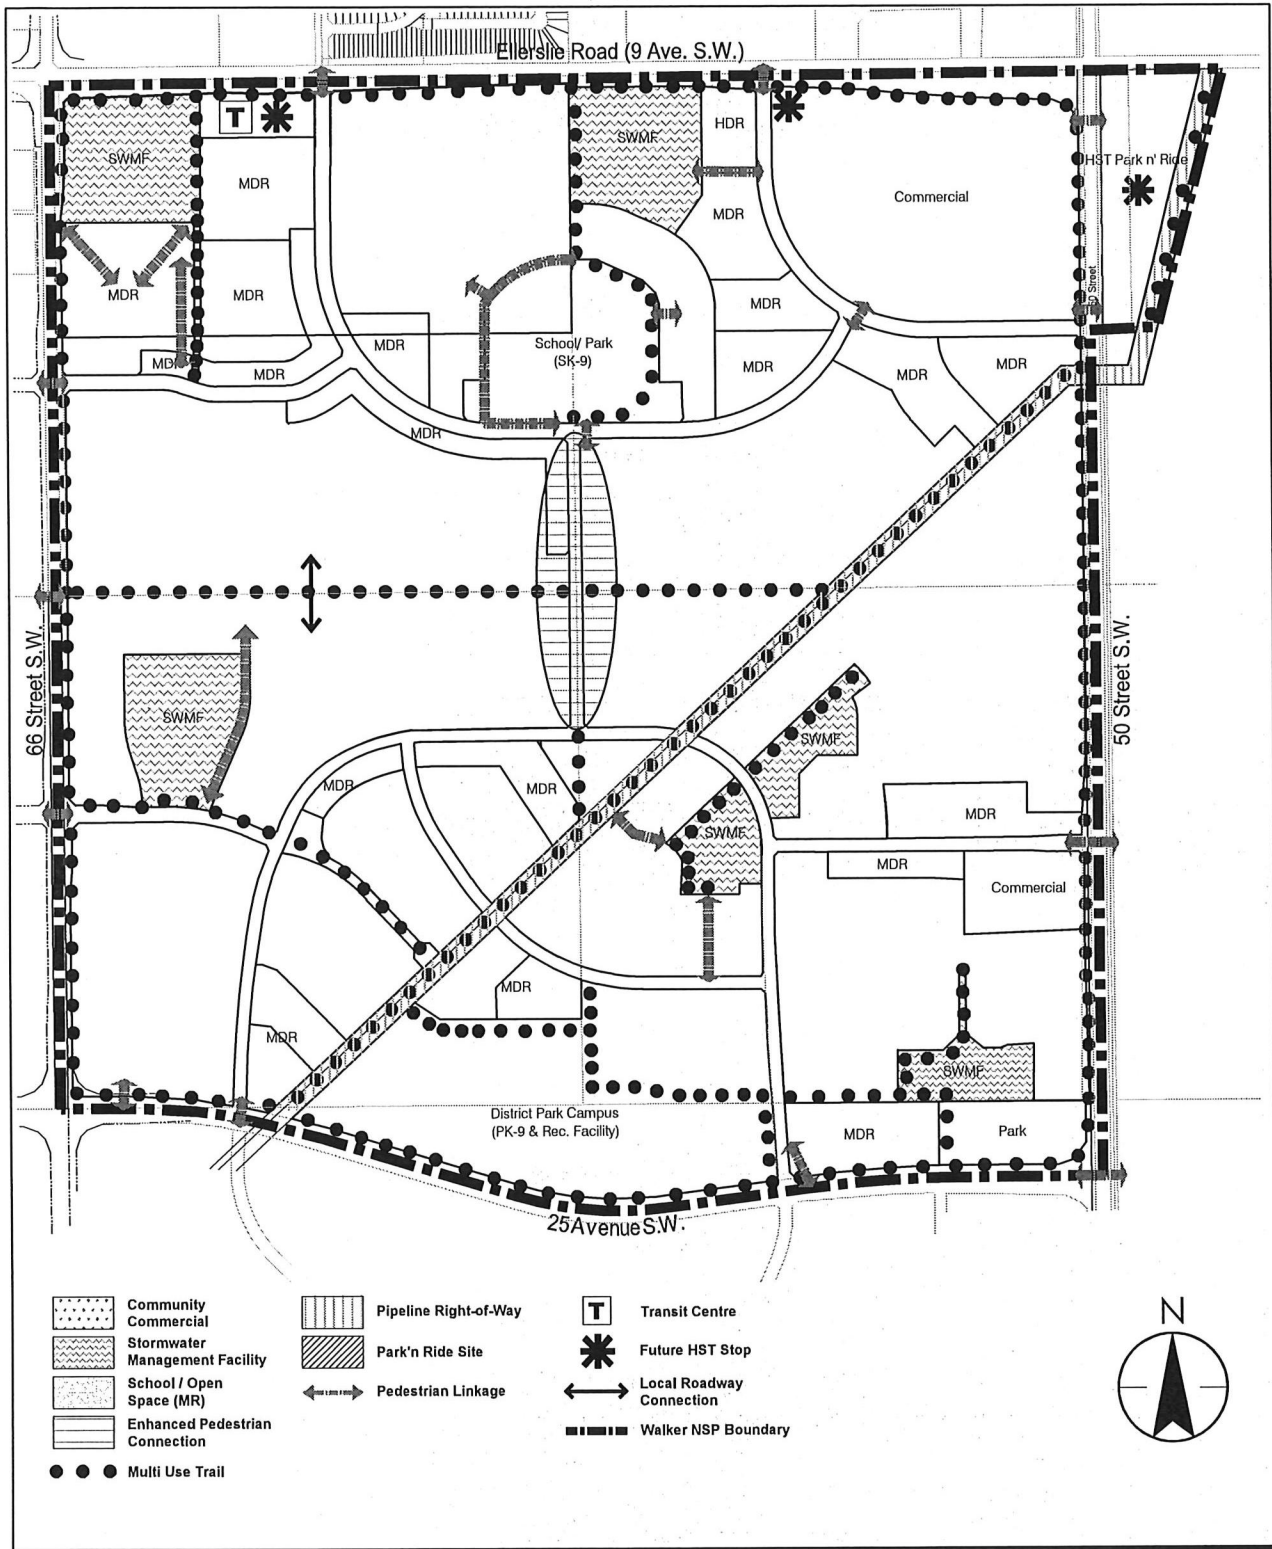 Ellerslie Road (9 Ave. S.W.)
T
SWMF
SWMF
HDR
HST Park n' Ride
MDR
Commercial
MDR
MDR
MDR
MDR
School/ Park
(SK-9)
MDR
MDR
MDR
MDR
MDR
MDR
MDR
MDR
66 Street S.W.
50 Street S.W.
SWMF
SWMF
MDR
MDR
SWMF
MDR
MDR
Commercial
MDR
MDR
SWMF
District Park Campus
(PK-9 & Rec. Facility)
MDR
Park
25 Avenue S.W.
Community
Commercial
Stormwater
Management Facility
School / Open
Space (MR)
Enhanced Pedestrian
Connection
Multi Use Trail
Pipeline Right-of-Way
Park'n Ride Site
Pedestrian Linkage
T
Transit Centre
Future HST Stop
Local Roadway
Connection
Walker NSP Boundary
N